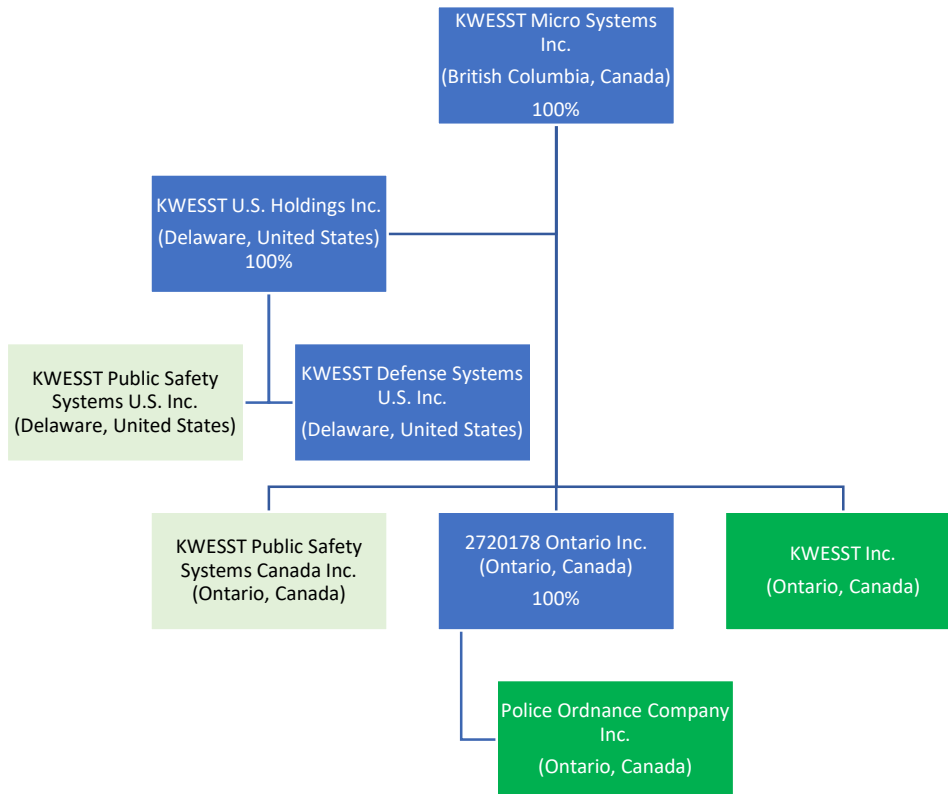 KWESST Micro Systems
Inc.
(British Columbia, Canada)
100%
KWESST U.S. Holdings Inc.
(Delaware, United States)
100%
KWESST Public Safety
Systems U.S. Inc.
(Delaware, United States)
KWESST Defense Systems
U.S. Inc.
(Delaware, United States)
KWESST Public Safety
Systems Canada Inc.
(Ontario, Canada)
2720178 Ontario Inc.
(Ontario, Canada)
100%
KWESST Inc.
(Ontario, Canada)
Police Ordnance Company
Inc.
(Ontario, Canada)